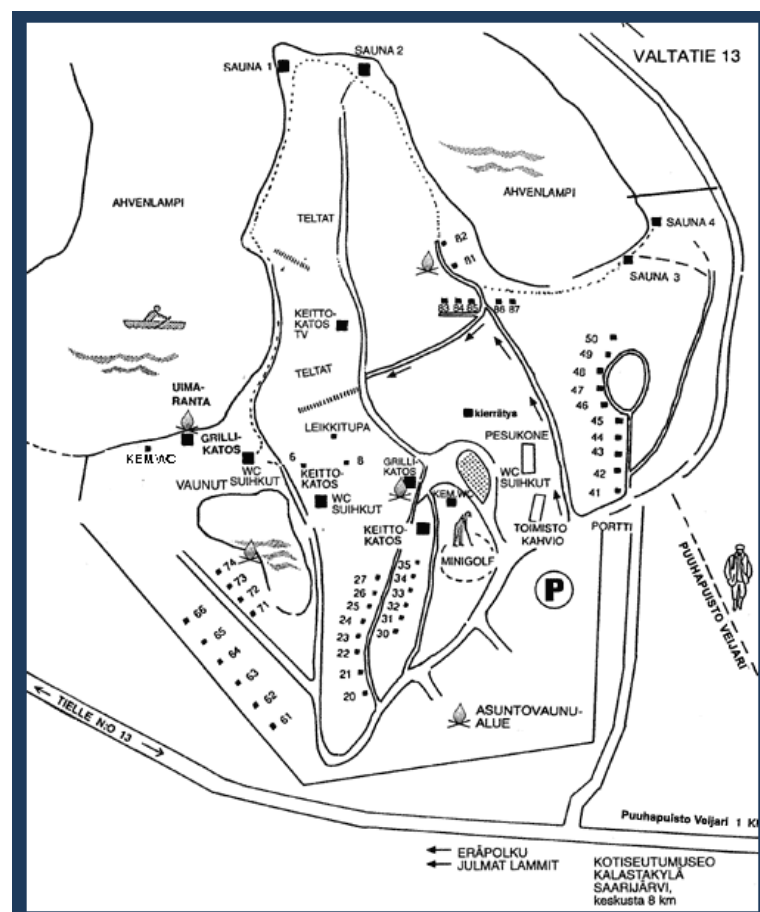 VALTATIE 13
SAUNA 1
SAUNA 2
AHVENLAMPI
AHVENLAMPI
TELTAT
82
81
SAUNA 4
SAUNA 3
83 84 85 86 87
KEITTO-
KATOS
TV
TELTAT
50
49
48
47
46
45
44
43
42
41
UIMA-
RANTA
GRILLI-
KATOS
KEM.WC
kierrätys
LEIKKITUPA
PESUKONE
WC
SUIHKUT
VAUNUT
6
8
KEITTO-
KATOS
WC
SUIHKUT
GRILLI-
KATOS
KEM.WC
WC
SUIHKUT
KEITTO-
KATOS
TOIMISTO
KAHVIO
PORTTI
MINIGOLF
P
PUUHAPUISTO VEIJARI
74
73
72
71
66
65
64
63
62
61
27
26
25
24
23
22
21
20
35
34
33
32
31
30
ASUNTOVAUNU-
ALUE
TIELLE N:O 13
Puuhapuisto Veijari 1
ERÄPOLKU
JULMAT LAMMIT
KOTISEUTUMUSEO
KALASTAKYLÄ
SAARIJÄRVI,
keskusta 8 km